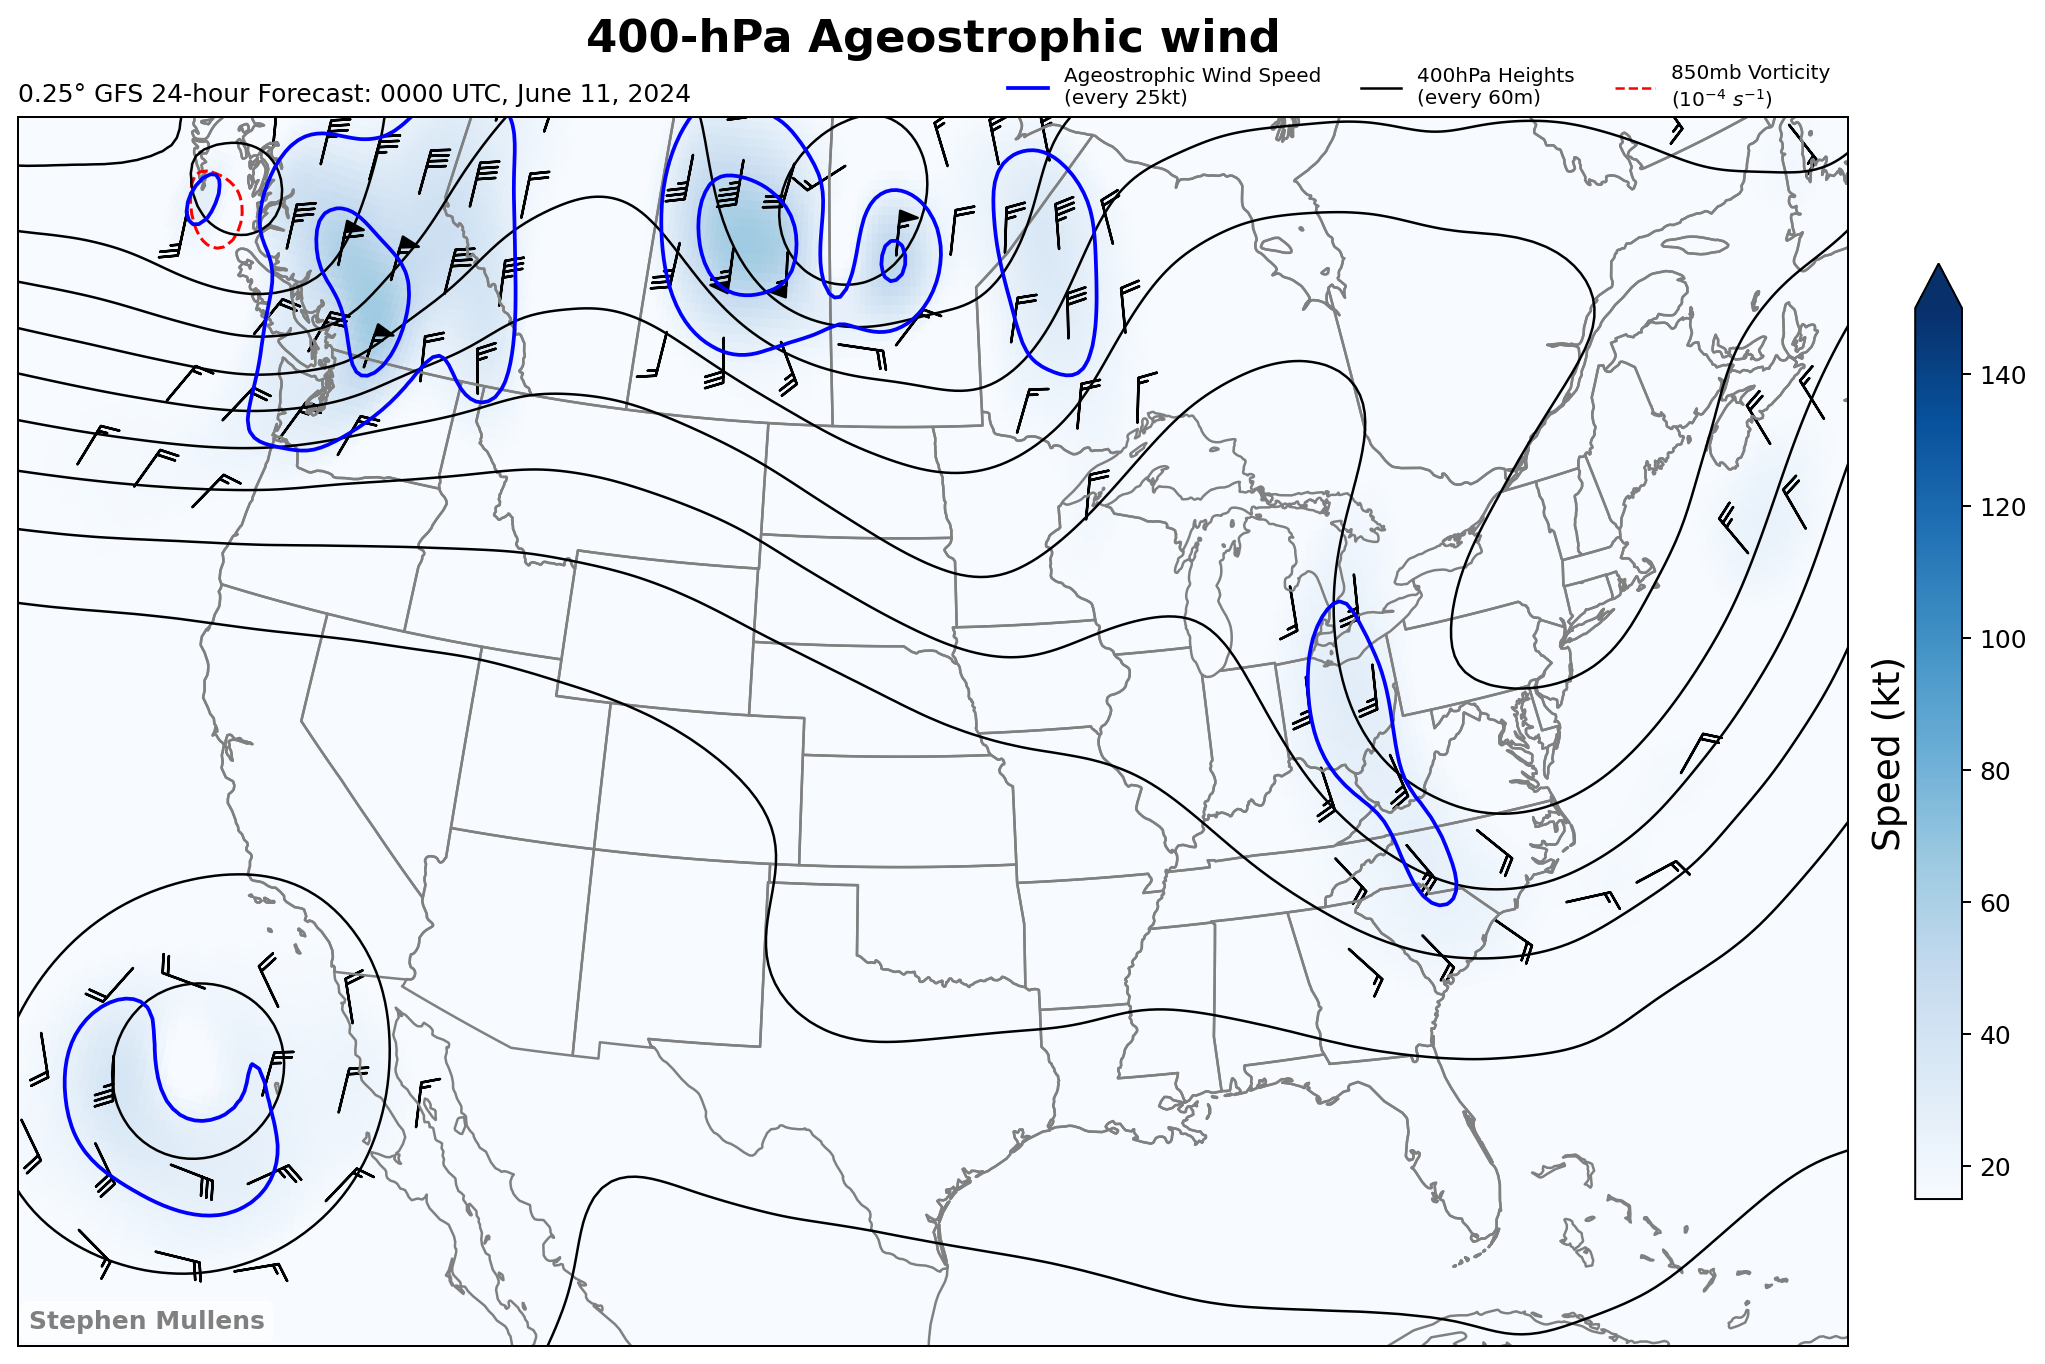 400-hPa Ageostrophic wind
0.25° GFS 24-hour Forecast: 0000 UTC, June 11, 2024
Ageostrophic Wind Speed
(every 25kt)
400hPa Heights
(every 60m)
850mb Vorticity
(10⁻⁴ s⁻¹)
140
120
100
80
60
40
20
Speed (kt)
Stephen Mullens